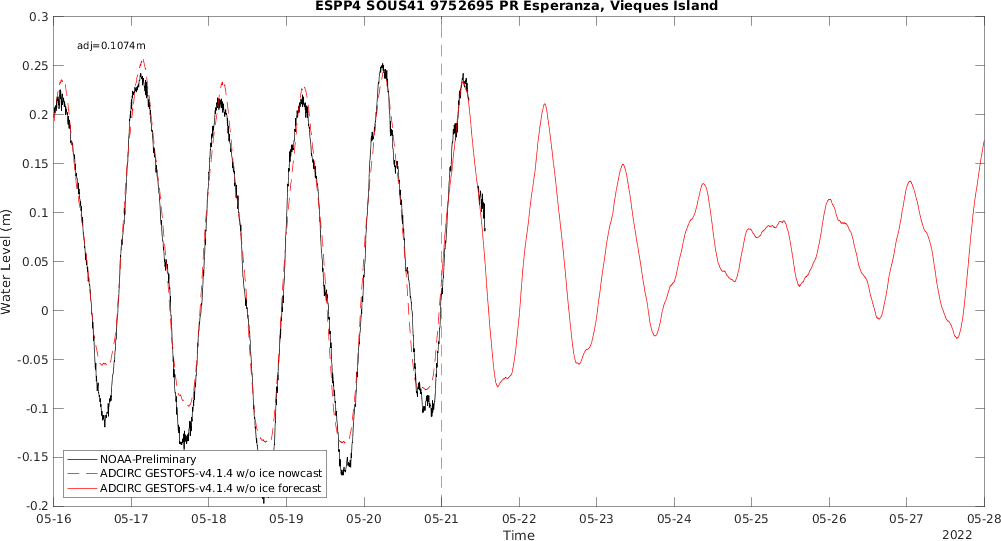 ESPP4 SOUS41 9752695 PR Esperanza, Vieques Island
adj=0.1074m
0.3
0.25
0.2
0.15
0.1
0.05
0
-0.05
-0.1
-0.15
-0.2
Water Level (m)
NOAA-Preliminary
ADCIRC GESTOFS-v4.1.4 w/o ice nowcast
ADCIRC GESTOFS-v4.1.4 w/o ice forecast
05-16 05-17 05-18 05-19 05-20 05-21 05-22 05-23 05-24 05-25 05-26 05-27 05-28
Time
2022